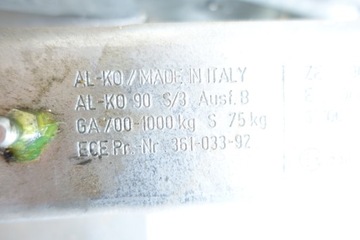 AL-KO / MADE IN ITALY
AL-KO 90 S/3 Ausf. B
GA 700-1000 kg S 75 kg
ECE Pr.-Nr. 361-033-92